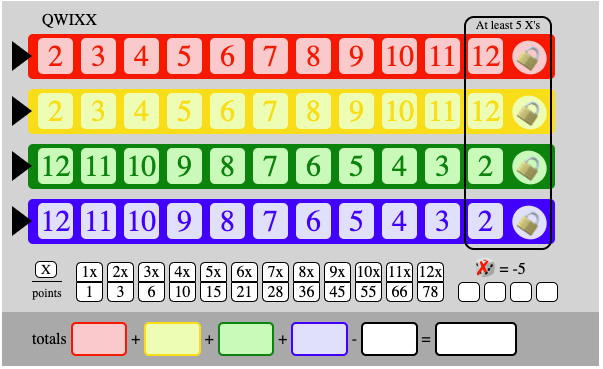 QWIXX
At least 5 X's
2 3 4 5 6 7 8 9 10 11 12
2 3 4 5 6 7 8 9 10 11 12
12 11 10 9 8 7 6 5 4 3 2
12 11 10 9 8 7 6 5 4 3 2
X 1x 2x 3x 4x 5x 6x 7x 8x 9x 10x 11x 12x = -5
points 1 3 6 10 15 21 28 36 45 55 66 78
totals + + + - =